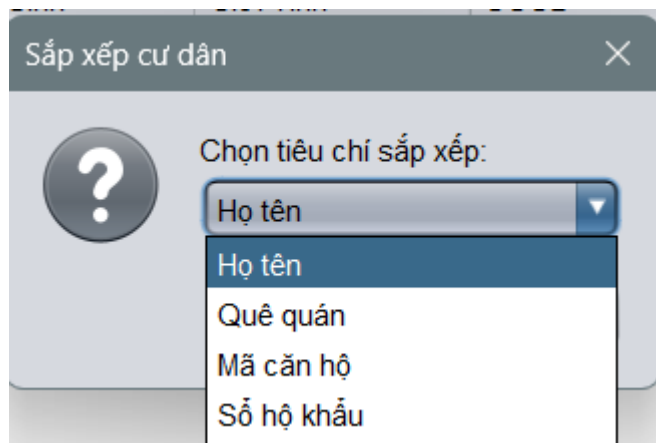 Sắp xếp cư dân
Chọn tiêu chí sắp xếp:
Họ tên
Họ tên
Quê quán
Mã căn hộ
Sổ hộ khẩu